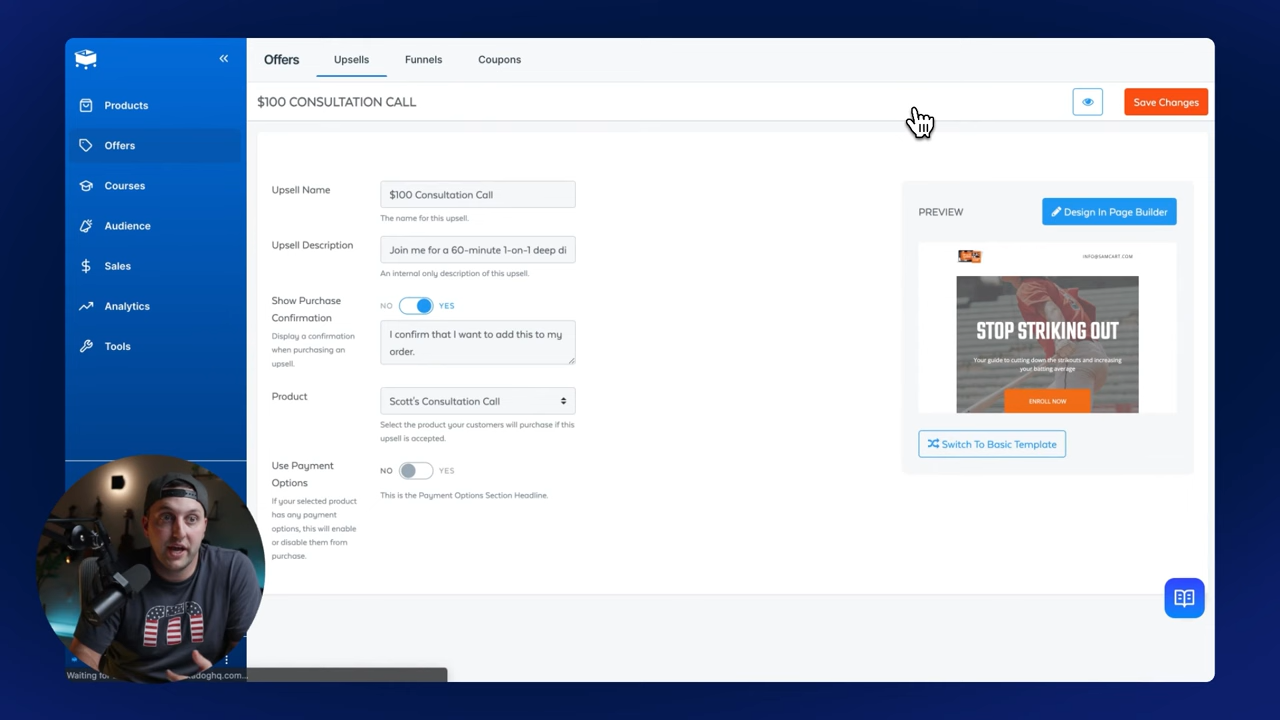 Offers
Upsells
Funnels
Coupons
Products
Offers
Courses
Audience
Sales
Analytics
Tools
$100 CONSULTATION CALL
Save Changes
Upsell Name
$100 Consultation Call
The name for this upsell.
Upsell Description
Join me for a 60-minute 1-on-1 deep di
An internal only description of this upsell.
Show Purchase
Confirmation
NO YES
Display a confirmation
when purchasing an
upsell.
I confirm that I want to add this to my
order.
Product
Scott's Consultation Call
Select the product your customers will purchase if this
upsell is accepted.
Use Payment
Options
NO YES
If your selected product
has any payment
options, this will enable
or disable them from
purchase.
This is the Payment Options Section Headline.
PREVIEW
Design In Page Builder
INFO@SAMCART.COM
STOP STRIKING OUT
Your guide to cutting down the strikeouts and increasing
your batting average
ENROLL NOW
Switch To Basic Template
Waiting